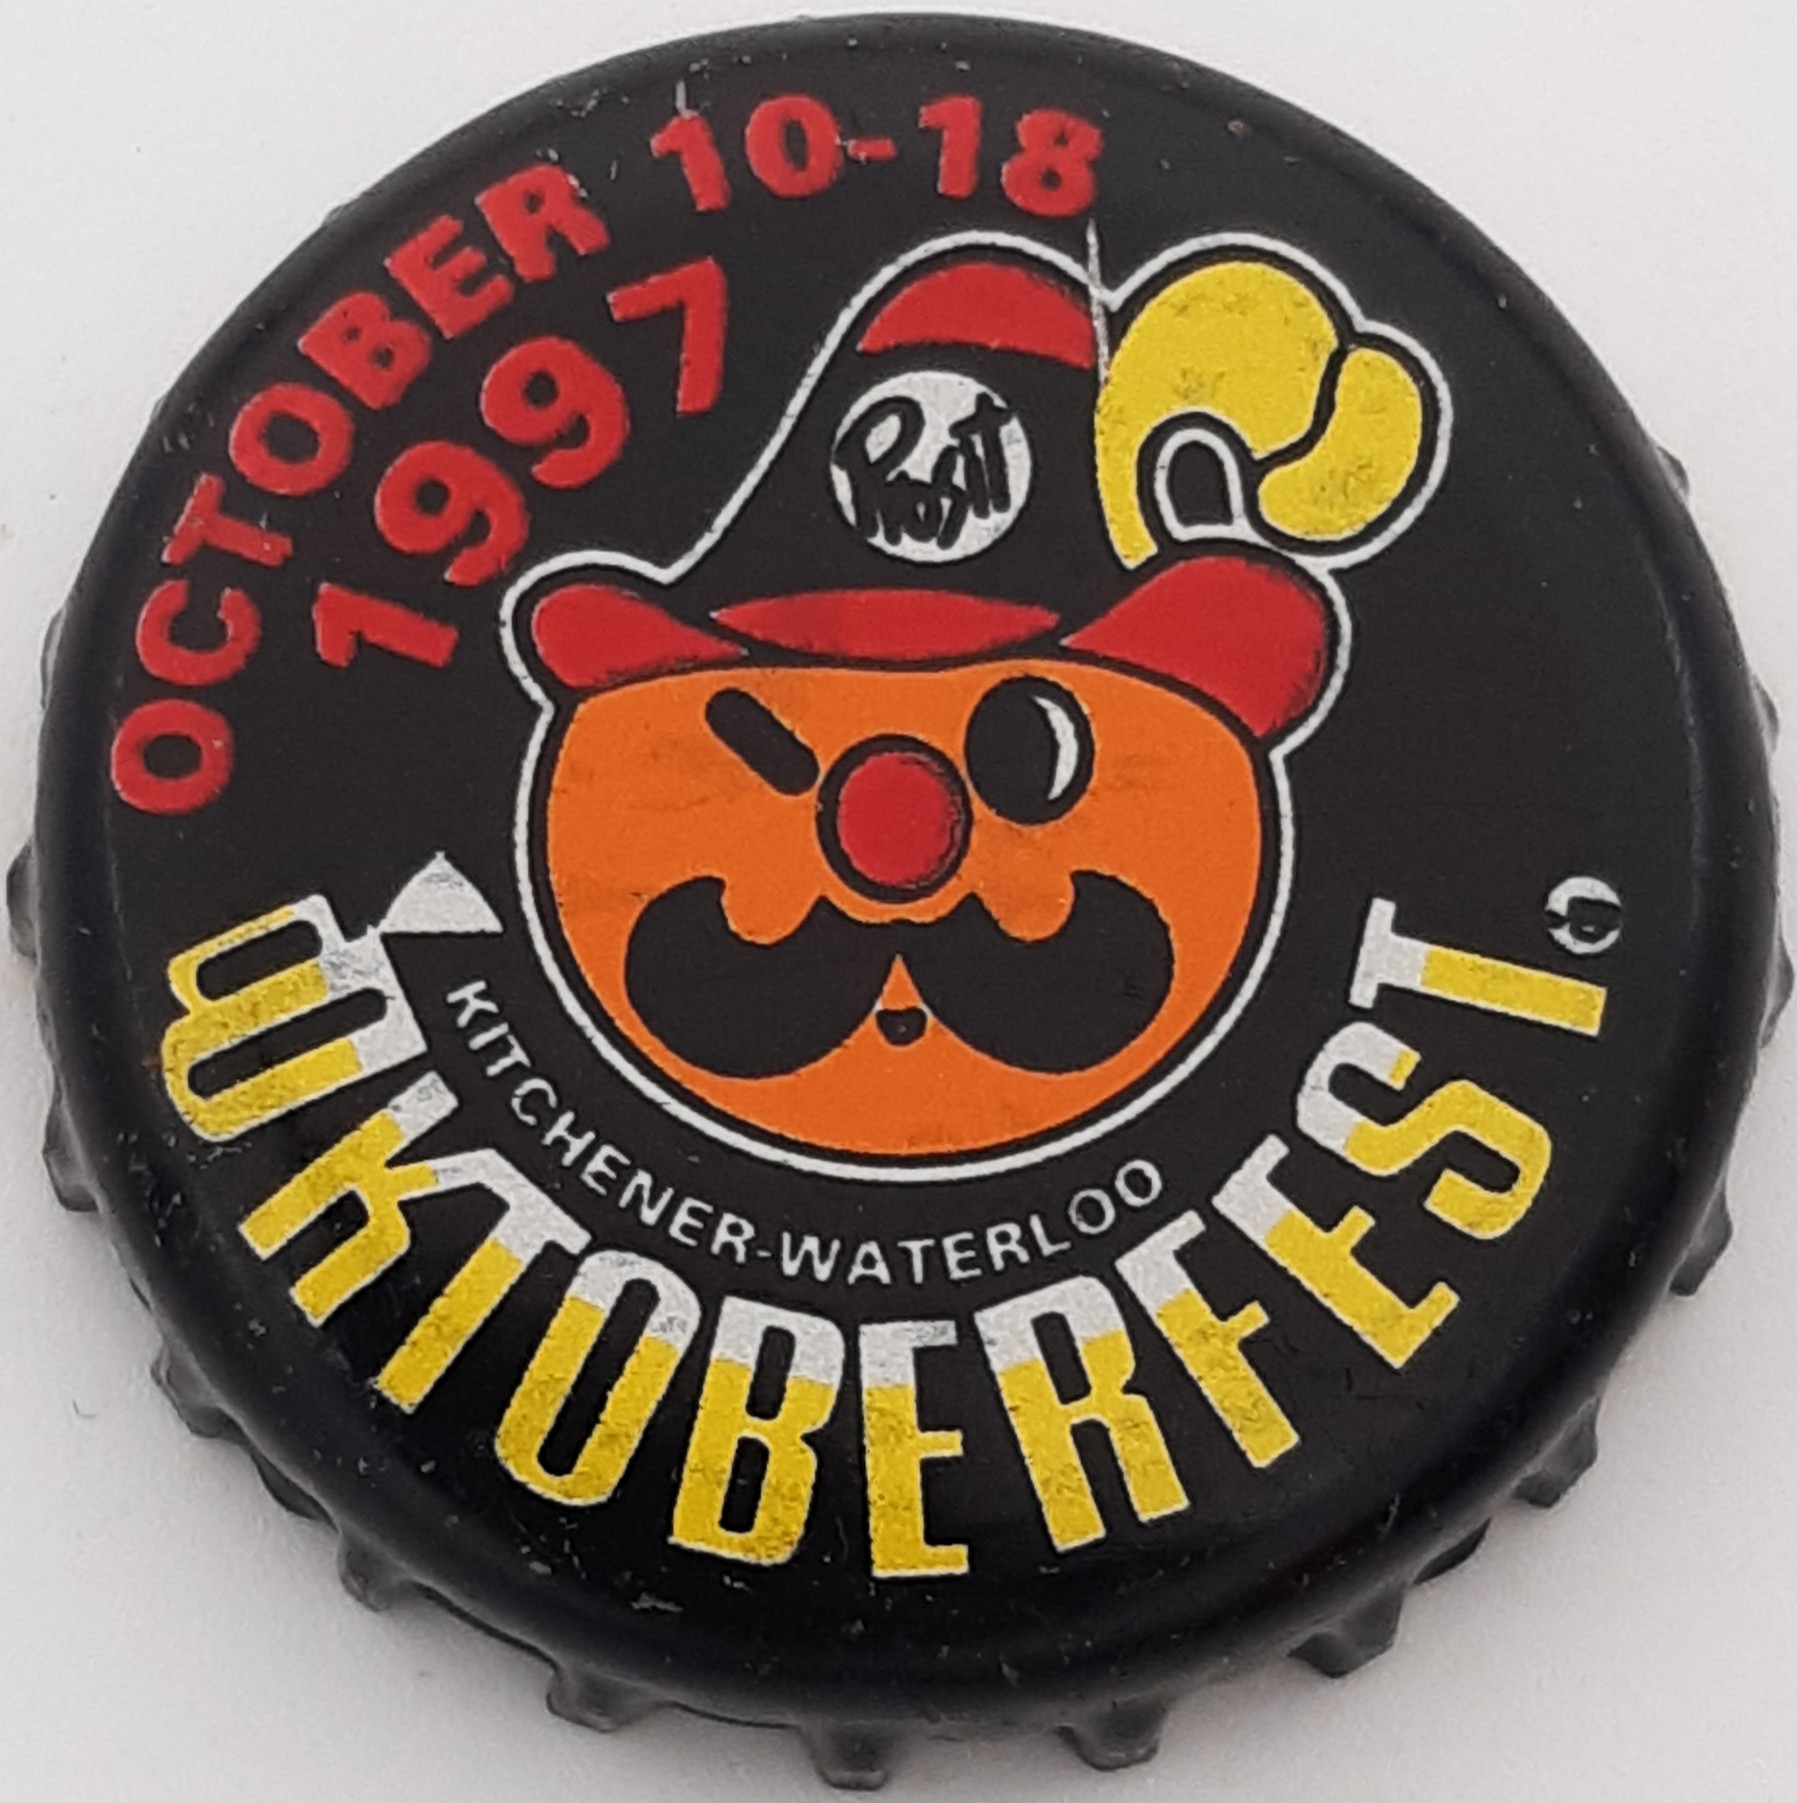 OCTOBER 10-18
1997
Prosit
KITCHENER-WATERLOO
OKTOBERFEST®